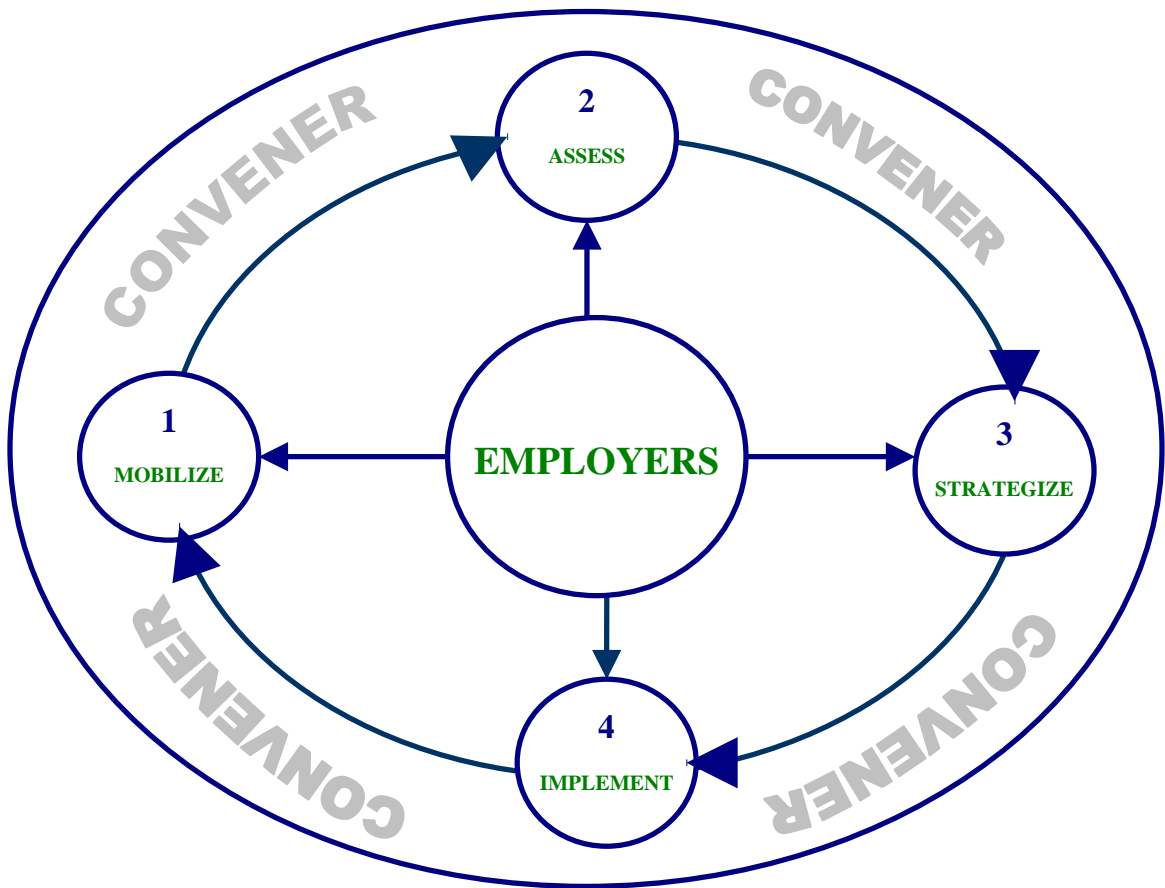 CONVENER
CONVENER
2
ASSESS
1
MOBILIZE
EMPLOYERS
3
STRATEGIZE
4
IMPLEMENT
CONVENER
CONVENER